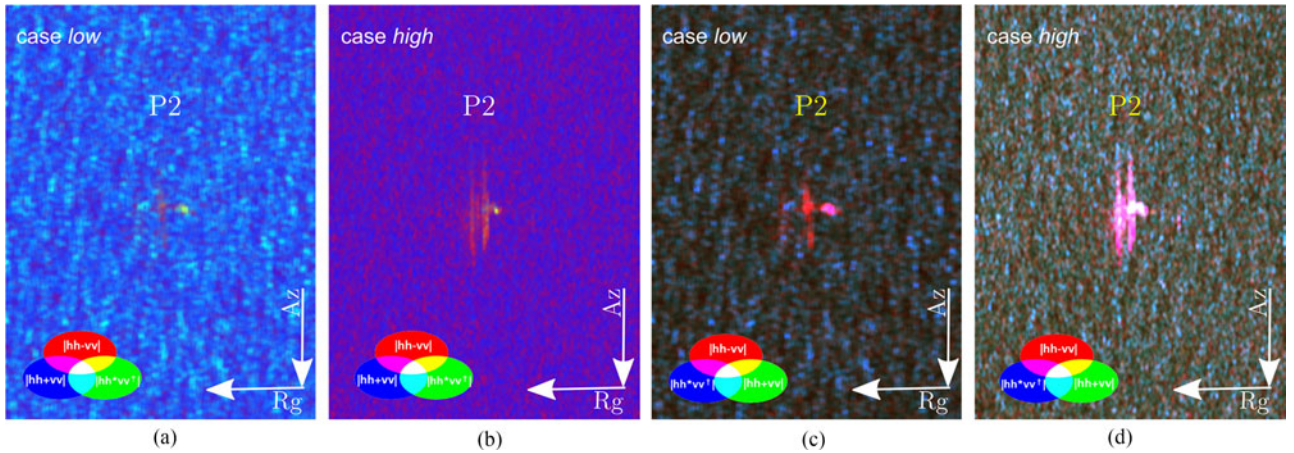 case low
P2
Az
|hh-vv|
|hh+vv|
|hh*vv†|
Rg
(a)
case high
P2
Az
|hh-vv|
|hh+vv|
|hh*vv†|
Rg
(b)
case low
P2
Az
|hh-vv|
|hh*vv†|
|hh+vv|
Rg
(c)
case high
P2
Az
|hh-vv|
|hh*vv†|
|hh+vv|
Rg
(d)